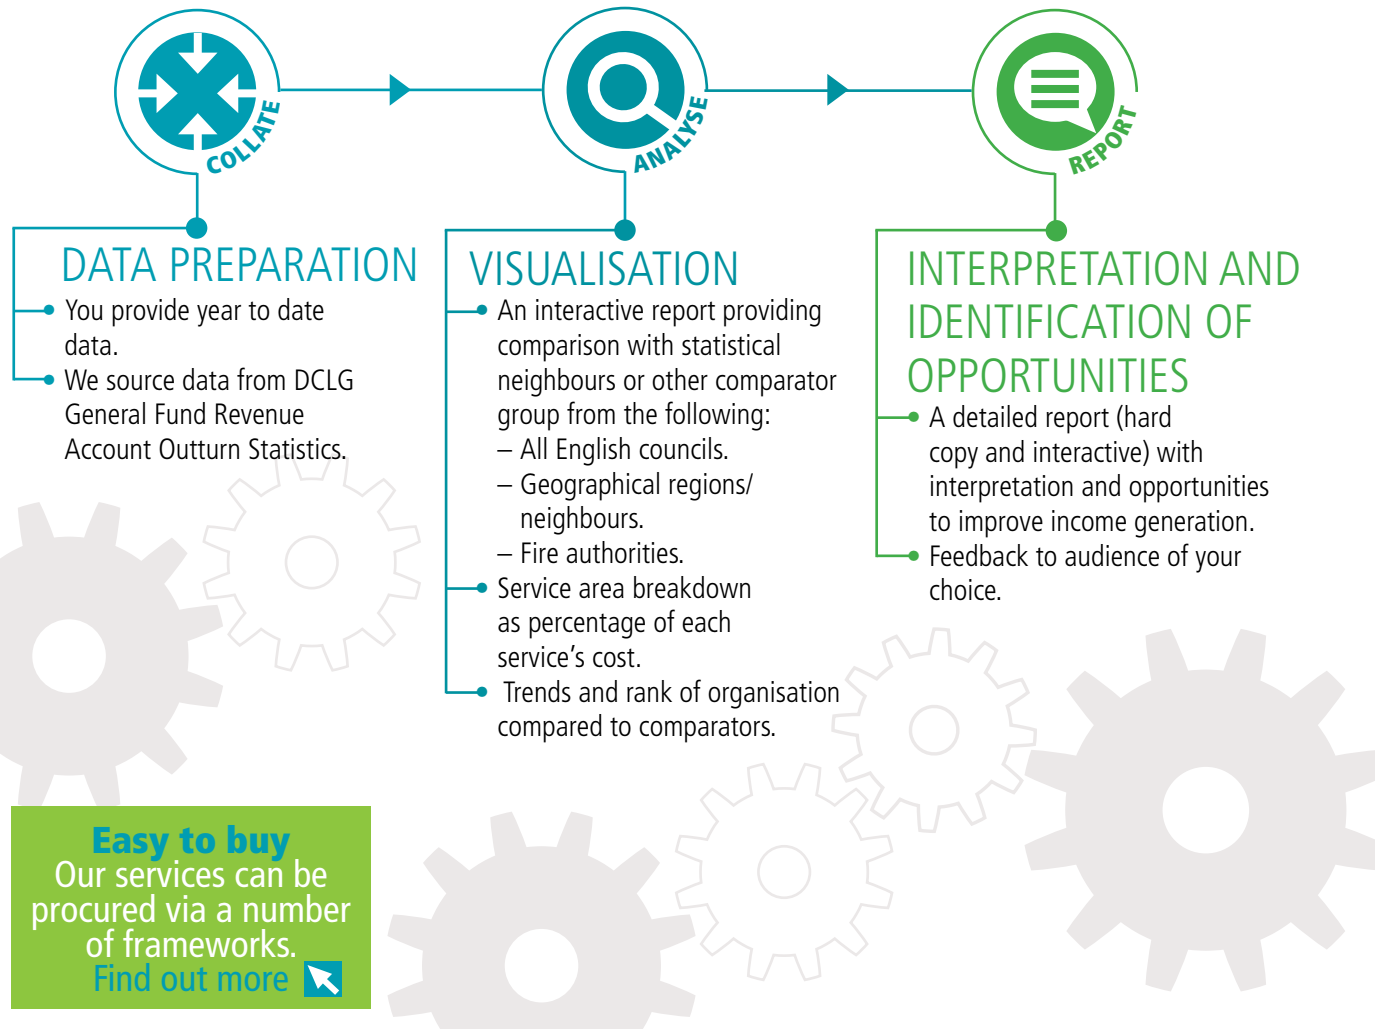 COLLATE
DATA PREPARATION
You provide year to date
data.
We source data from DCLG
General Fund Revenue
Account Outturn Statistics.
ANALYSE
VISUALISATION
An interactive report providing
comparison with statistical
neighbours or other comparator
group from the following:
– All English councils.
– Geographical regions/
neighbours.
– Fire authorities.
Service area breakdown
as percentage of each
service’s cost.
Trends and rank of organisation
compared to comparators.
REPORT
INTERPRETATION AND
IDENTIFICATION OF
OPPORTUNITIES
A detailed report (hard
copy and interactive) with
interpretation and opportunities
to improve income generation.
Feedback to audience of your
choice.
Easy to buy
Our services can be
procured via a number
of frameworks.
Find out more